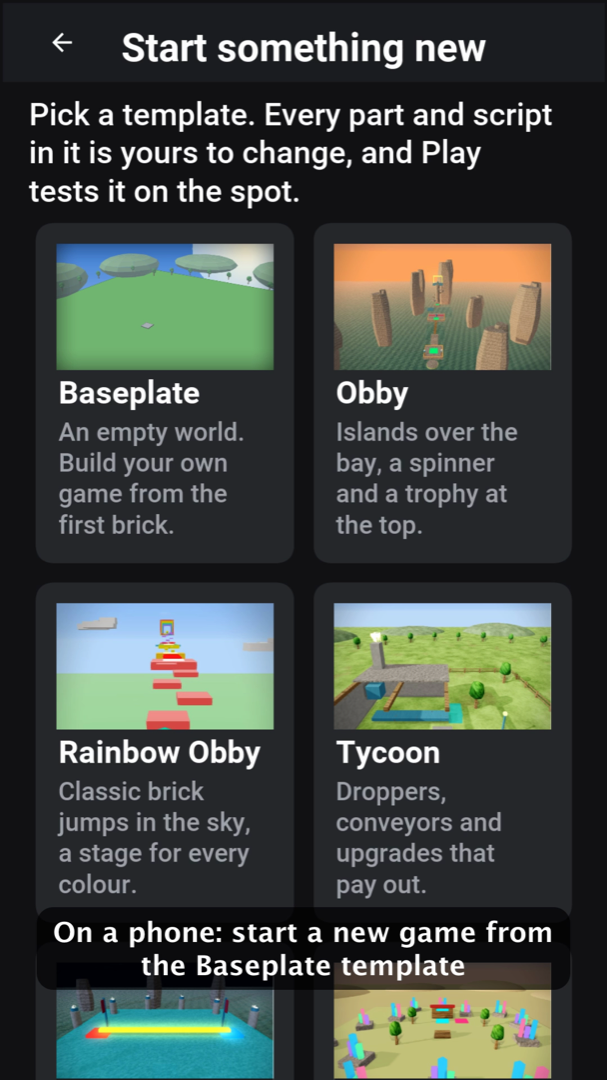 Start something new
Pick a template. Every part and script
in it is yours to change, and Play
tests it on the spot.
Baseplate
An empty world.
Build your own
game from the
first brick.
Obby
Islands over the
bay, a spinner
and a trophy at
the top.
Rainbow Obby
Classic brick
jumps in the sky,
a stage for every
colour.
Tycoon
Droppers,
conveyors and
upgrades that
pay out.
On a phone: start a new game from
the Baseplate template